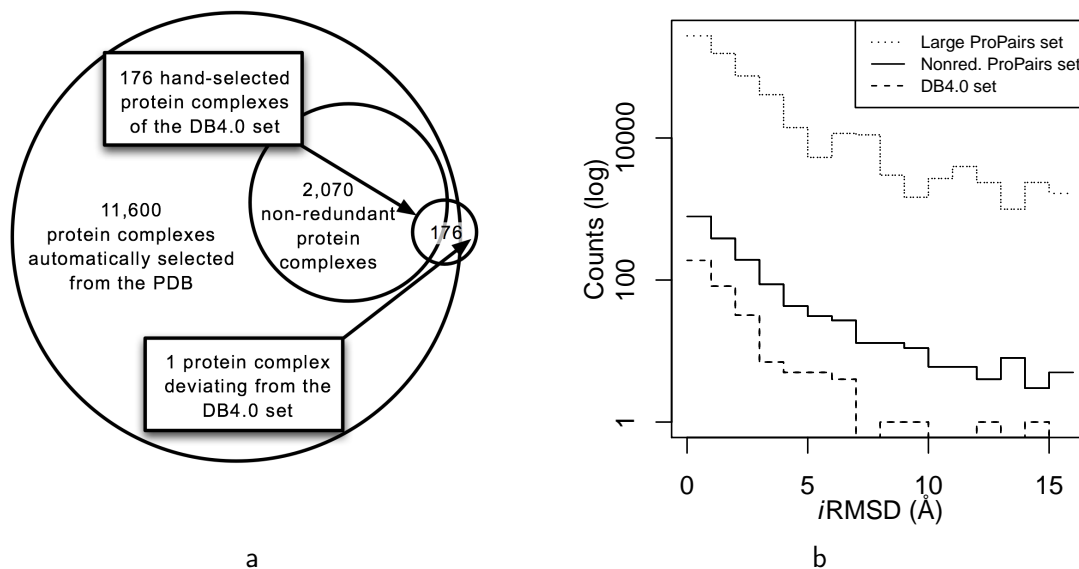 176 hand-selected
protein complexes
of the DB4.0 set
2,070
non-redundant
protein
complexes
176
11,600
protein complexes
automatically selected
from the PDB
1 protein complex
deviating from the
DB4.0 set
a
Large ProPairs set
Nonred. ProPairs set
DB4.0 set
Counts (log)
10000
100
1
0 5 10 15
iRMSD (Å)
b